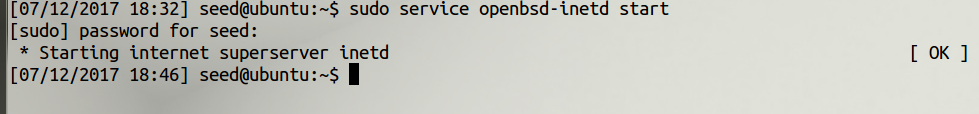 [07/12/2017 18:32] seed@ubuntu:~$ sudo service openbsd-inetd start
[sudo] password for seed:
 * Starting internet superserver inetd [ OK ]
[07/12/2017 18:46] seed@ubuntu:~$